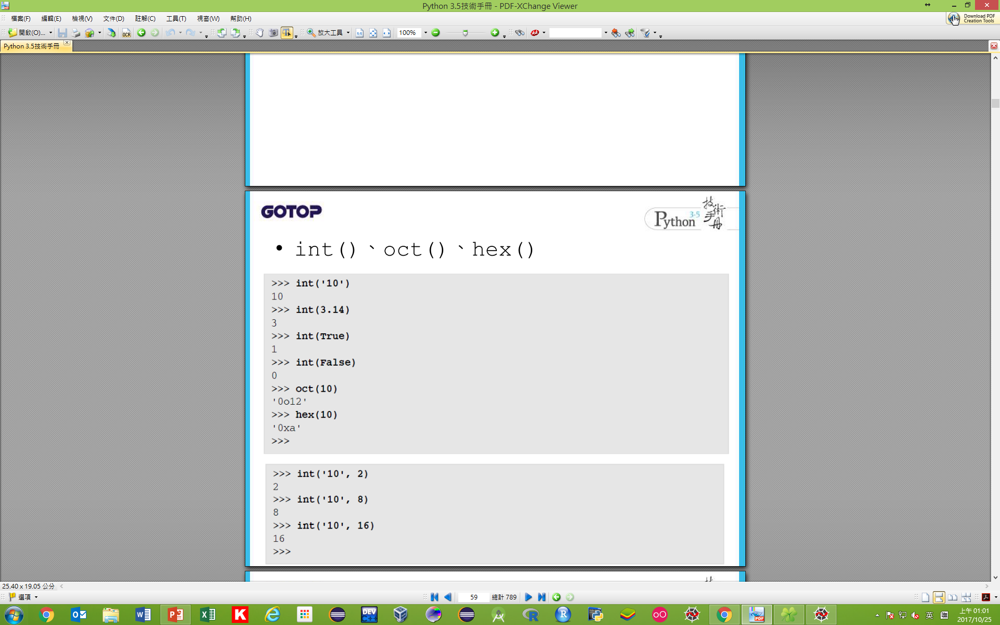 Python 3.5技術手冊 - PDF-XChange Viewer
檔案(F) 編輯(E) 檢視(V) 文件(D) 註解(C) 工具(T) 視窗(W) 幫助(H)
Download PDF
Creation Tools
開啟(O)... OCR 放大工具 1:1 100% Ask
Python 3.5技術手冊
GOTOP
Python 3.5 技術手冊
• int()、oct()、hex()
>>> int('10')
10
>>> int(3.14)
3
>>> int(True)
1
>>> int(False)
0
>>> oct(10)
'0o12'
>>> hex(10)
'0xa'
>>>
>>> int('10', 2)
2
>>> int('10', 8)
8
>>> int('10', 16)
16
>>>
25.40 x 19.05 公分
選項 59 總計 789
DEV C++
英
上午 01:01
2017/10/25